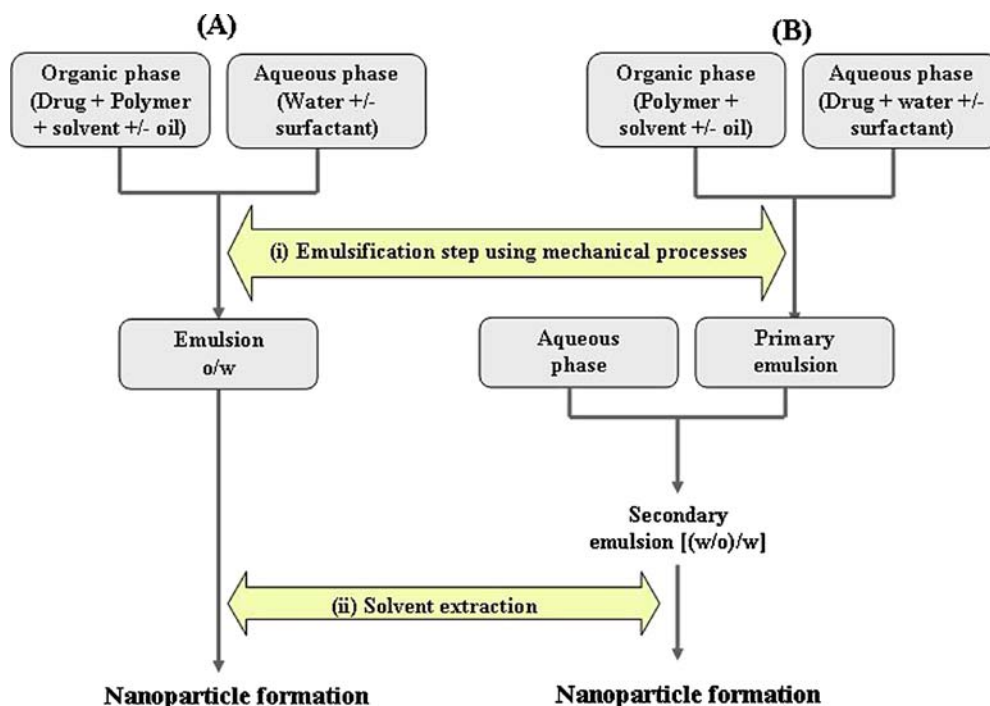 (A)
(B)
Organic phase
(Drug + Polymer
+ solvent +/- oil)
Aqueous phase
(Water +/-
surfactant)
Organic phase
(Polymer +
solvent +/- oil)
Aqueous phase
(Drug + water +/-
surfactant)
(i) Emulsification step using mechanical processes
Emulsion
o/w
Aqueous
phase
Primary
emulsion
Secondary
emulsion [(w/o)/w]
(ii) Solvent extraction
Nanoparticle formation
Nanoparticle formation